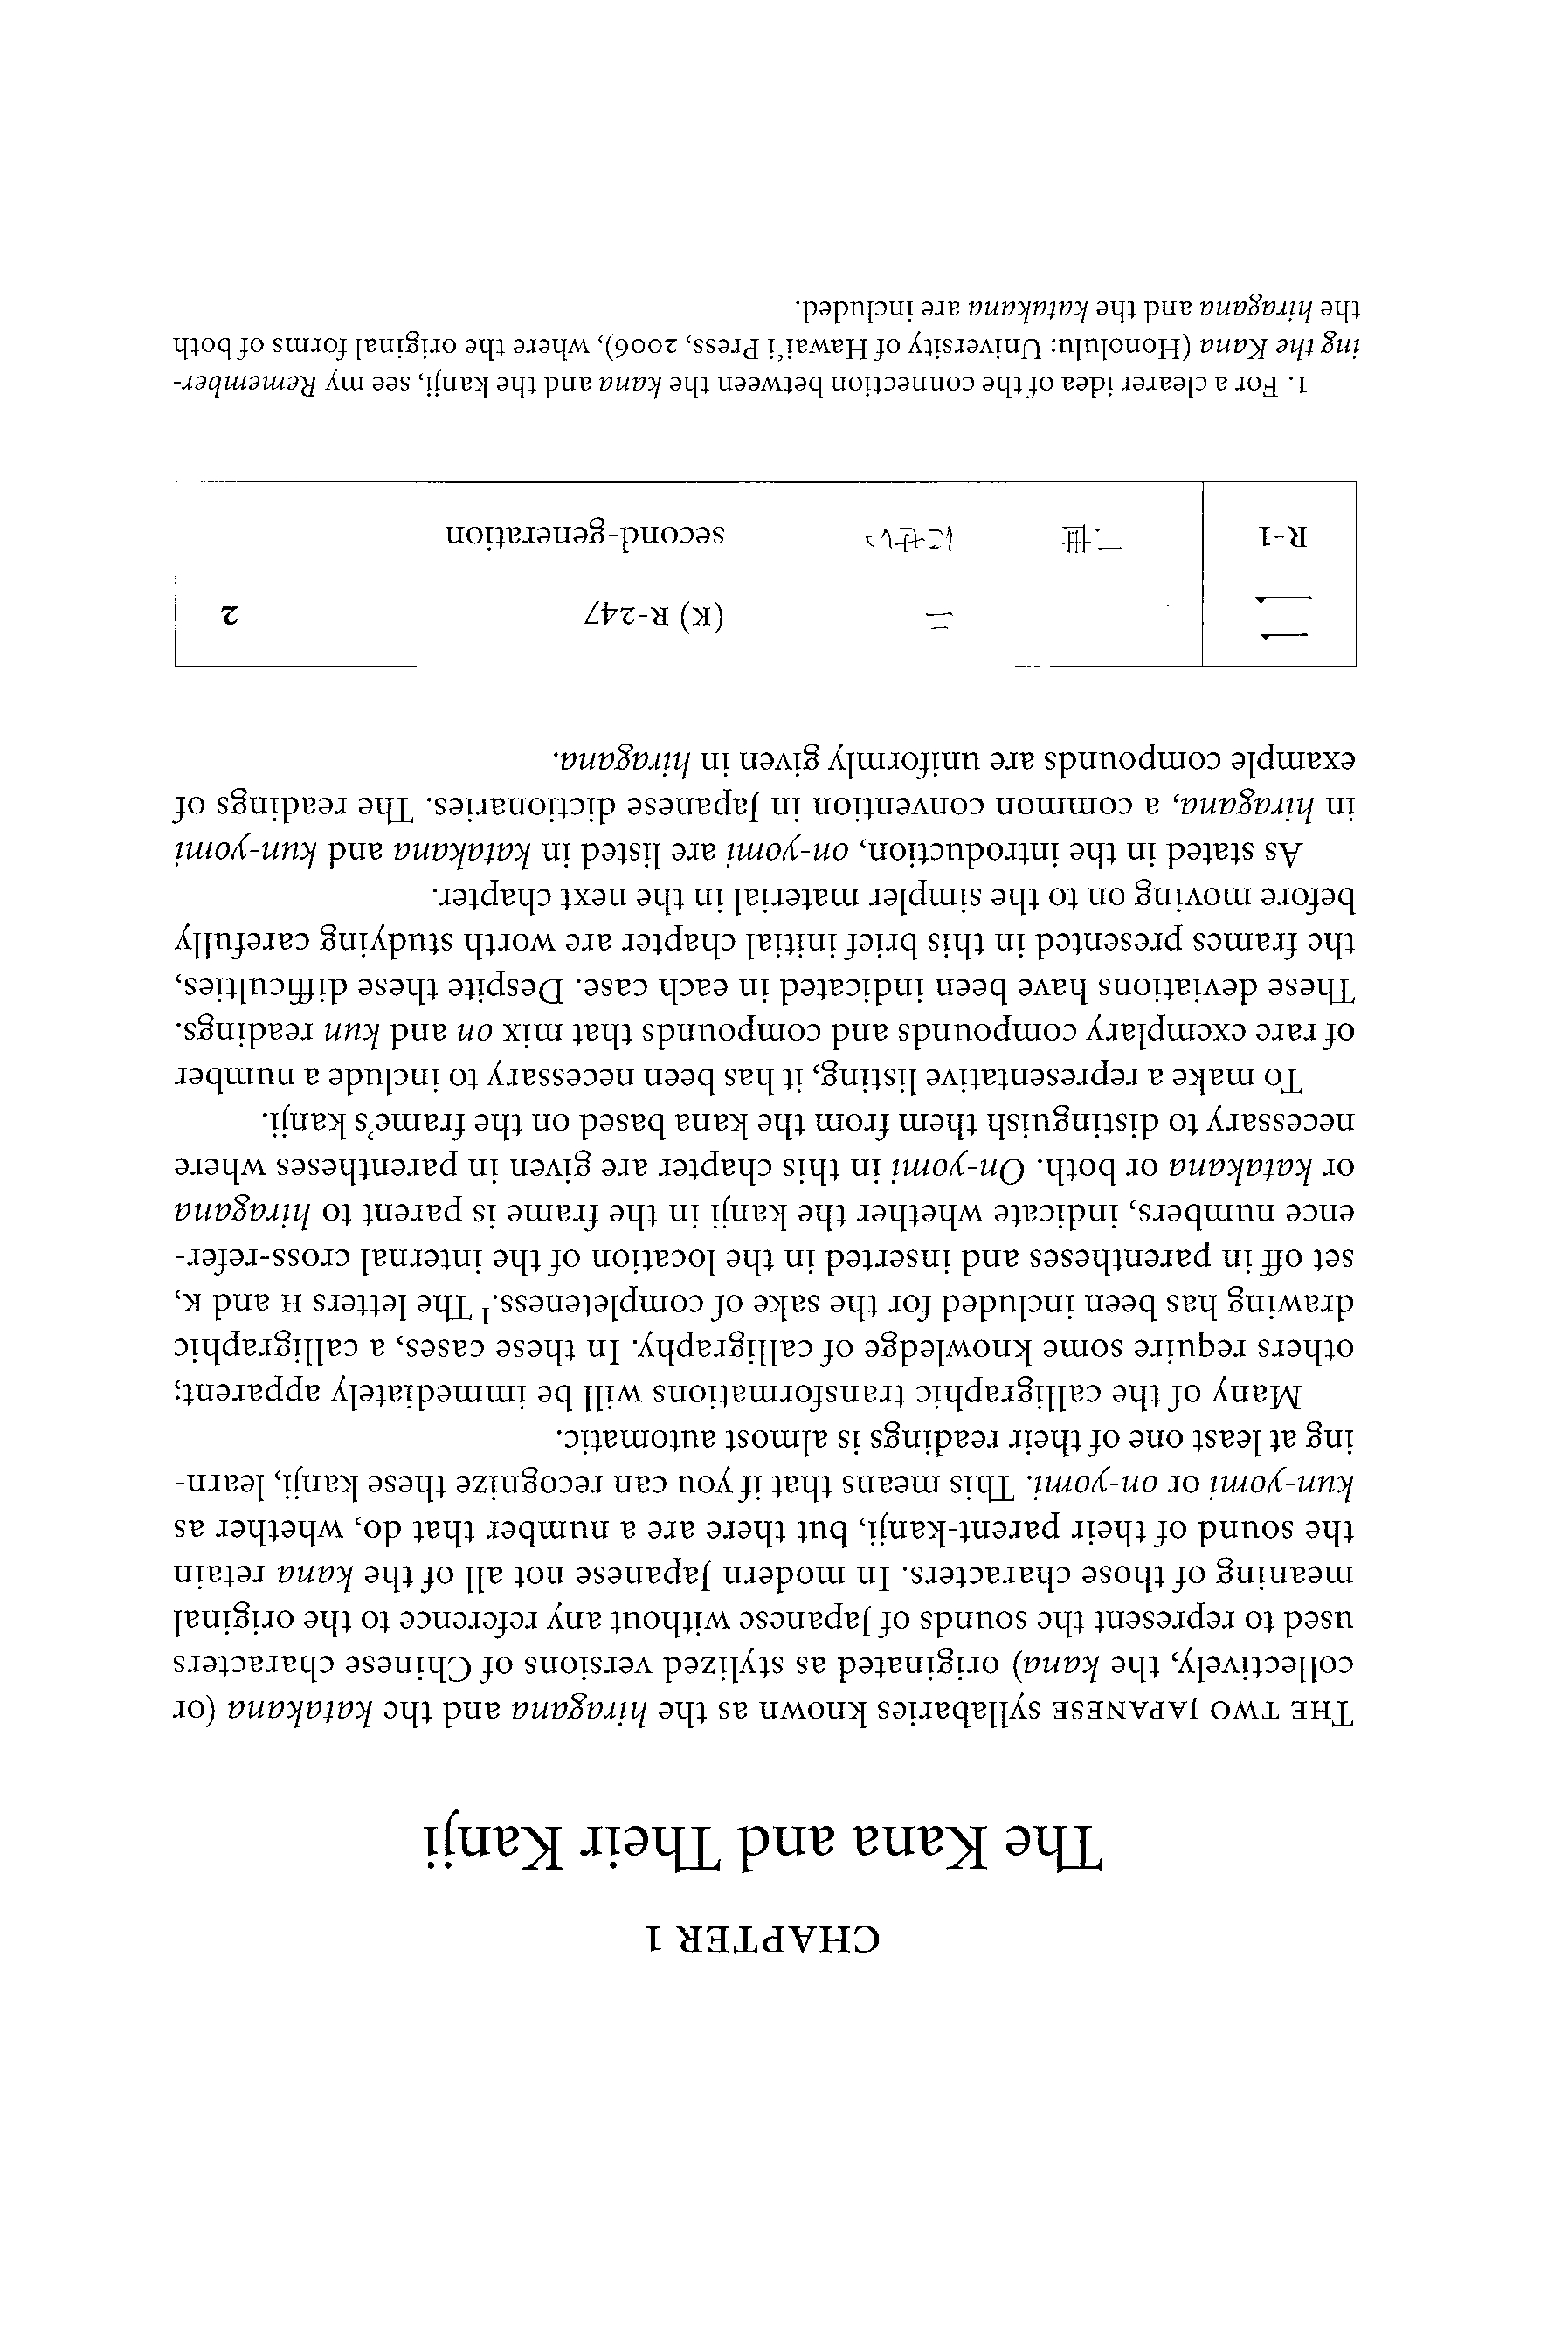 CHAPTER 1
The Kana and Their Kanji
THE TWO JAPANESE syllabaries known as the hiragana and the katakana (or
collectively, the kana) originated as stylized versions of Chinese characters
used to represent the sounds of Japanese without any reference to the original
meaning of those characters. In modern Japanese not all of the kana retain
the sound of their parent-kanji, but there are a number that do, whether as
kun-yomi or on-yomi. This means that if you can recognize these kanji, learn-
ing at least one of their readings is almost automatic.
Many of the calligraphic transformations will be immediately apparent;
others require some knowledge of calligraphy. In these cases, a calligraphic
drawing has been included for the sake of completeness.¹ The letters H and K,
set off in parentheses and inserted in the location of the internal cross-refer-
ence numbers, indicate whether the kanji in the frame is parent to hiragana
or katakana or both. On-yomi in this chapter are given in parentheses where
necessary to distinguish them from the kana based on the frame's kanji.
To make a representative listing, it has been necessary to include a number
of rare exemplary compounds and compounds that mix on and kun readings.
These deviations have been indicated in each case. Despite these difficulties,
the frames presented in this brief initial chapter are worth studying carefully
before moving on to the simpler material in the next chapter.
As stated in the introduction, on-yomi are listed in katakana and kun-yomi
in hiragana, a common convention in Japanese dictionaries. The readings of
example compounds are uniformly given in hiragana.
二 ニ (K) R-247 2
R-1 二世 にせい second-generation
1. For a clearer idea of the connection between the kana and the kanji, see my Remember-
ing the Kana (Honolulu: University of Hawai‘i Press, 2006), where the original forms of both
the hiragana and the katakana are included.